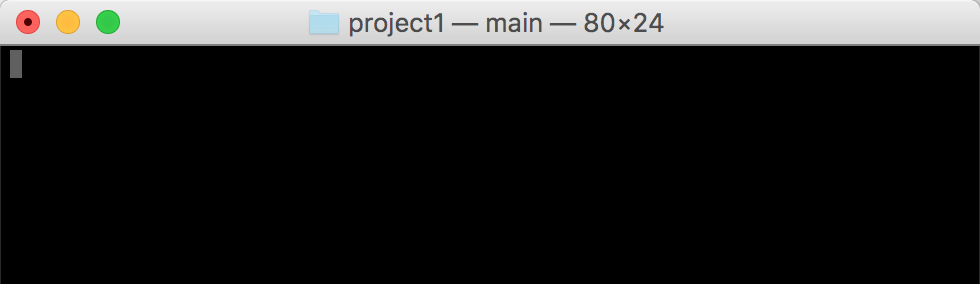 project1 — main — 80×24